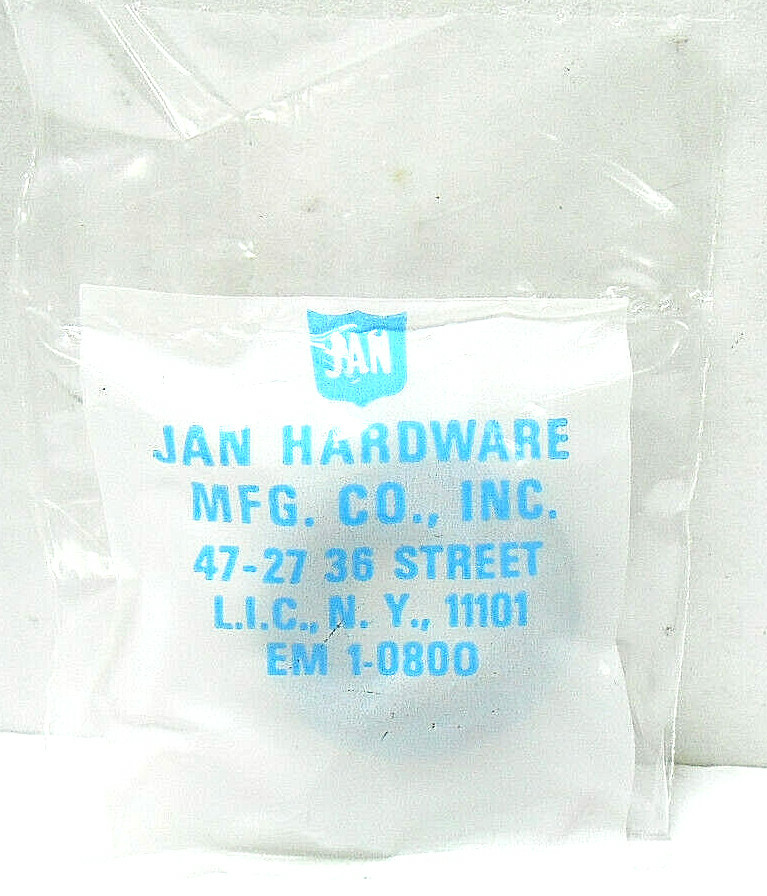 JAN
JAN HARDWARE
MFG. CO., INC.
47-27 36 STREET
L.I.C., N. Y., 11101
EM 1-0800